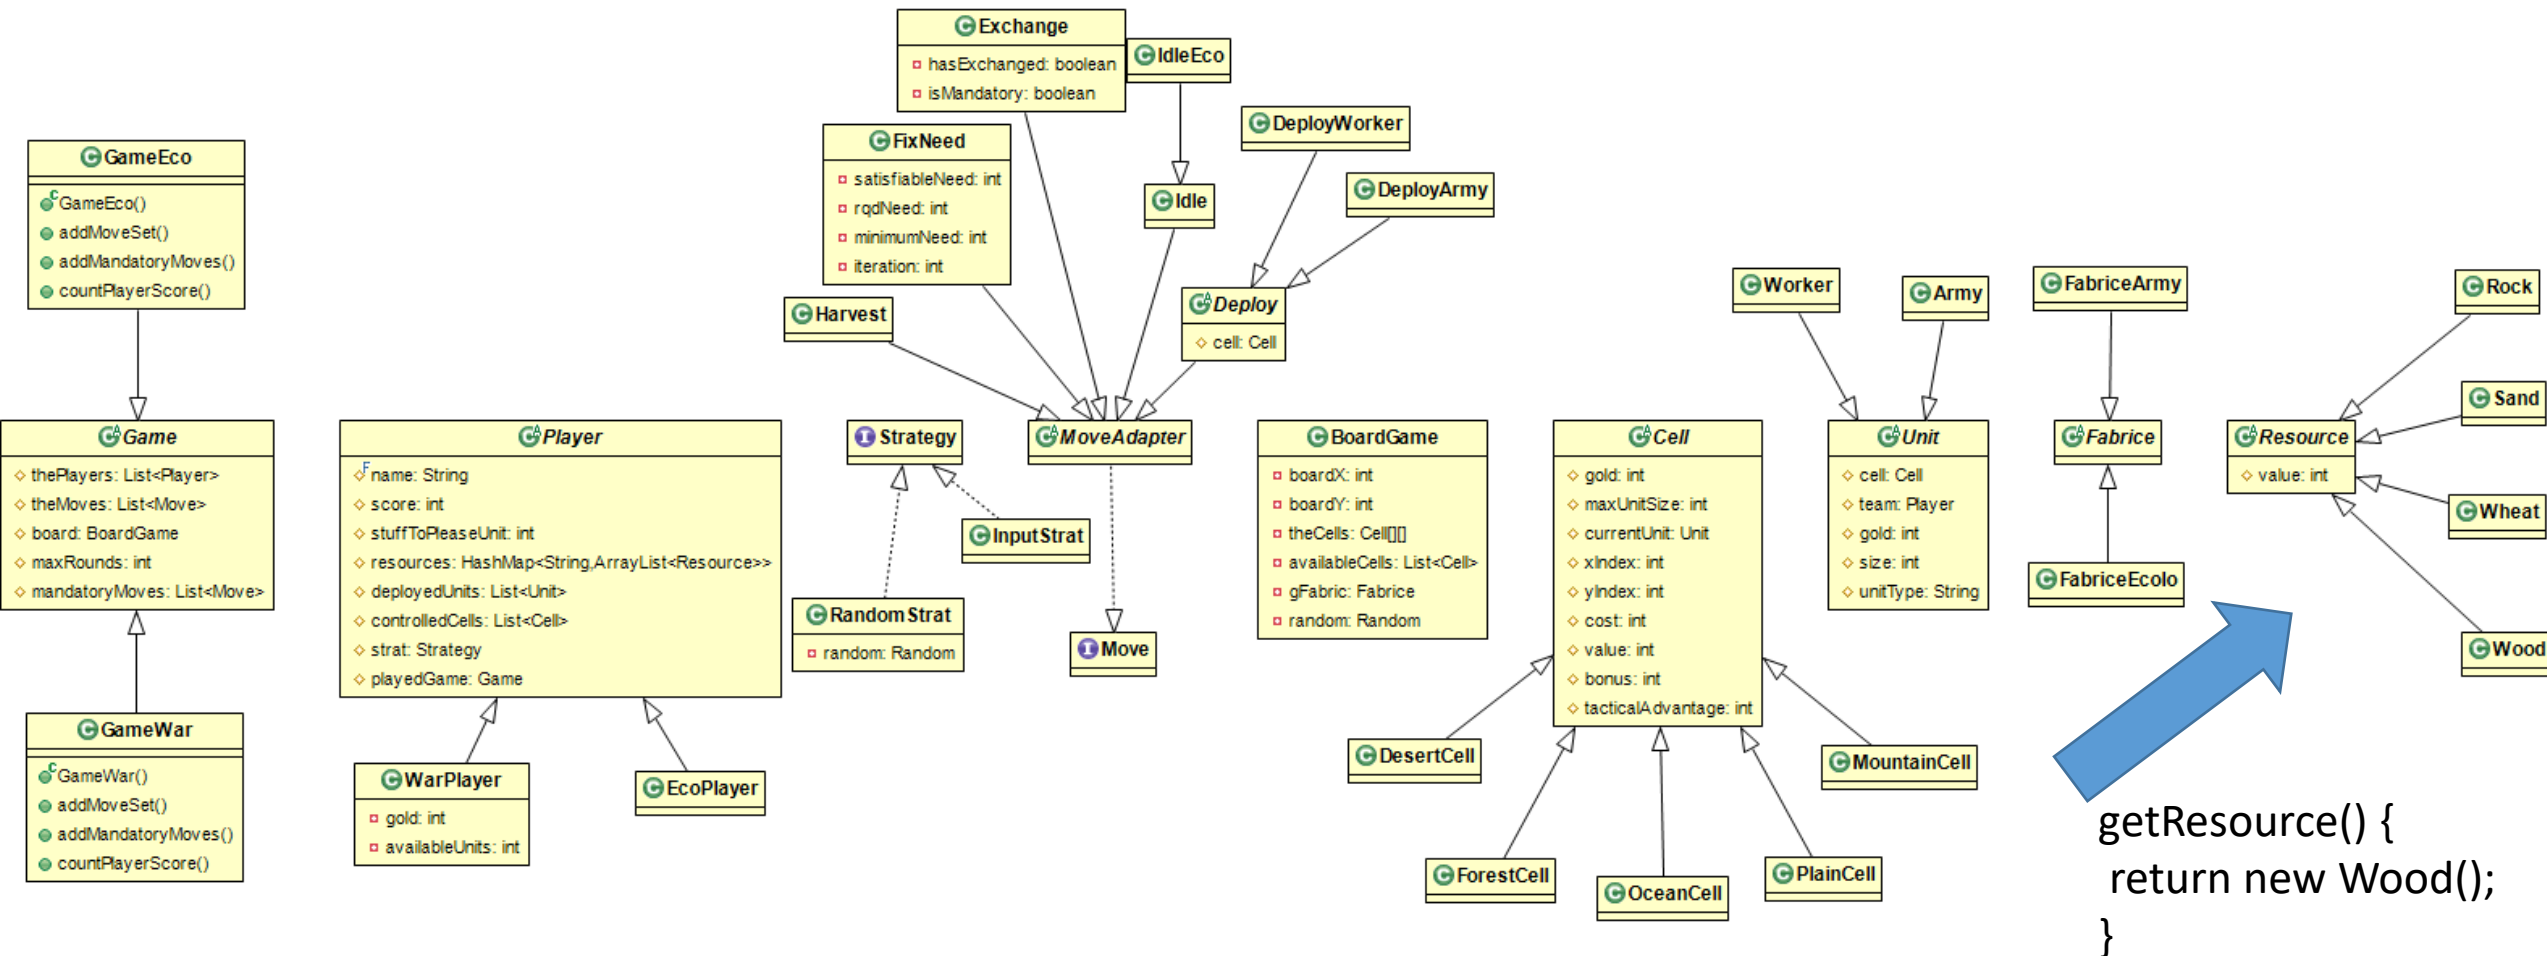 GameEco
GameEco()
addMoveSet()
addMandatoryMoves()
countPlayerScore()
Game
thePlayers: List<Player>
theMoves: List<Move>
board: BoardGame
maxRounds: int
mandatoryMoves: List<Move>
GameWar
GameWar()
addMoveSet()
addMandatoryMoves()
countPlayerScore()
Player
name: String
score: int
stuffToPleaseUnit: int
resources: HashMap<String,ArrayList<Resource>>
deployedUnits: List<Unit>
controlledCells: List<Cell>
strat: Strategy
playedGame: Game
WarPlayer
gold: int
availableUnits: int
EcoPlayer
Exchange
hasExchanged: boolean
isMandatory: boolean
IdleEco
FixNeed
satisfiableNeed: int
rqdNeed: int
minimumNeed: int
iteration: int
Idle
DeployWorker
DeployArmy
Harvest
Deploy
cell: Cell
Strategy
MoveAdapter
InputStrat
RandomStrat
random: Random
Move
BoardGame
boardX: int
boardY: int
theCells: Cell[][]
availableCells: List<Cell>
gFabric: Fabrice
random: Random
Cell
gold: int
maxUnitSize: int
currentUnit: Unit
xIndex: int
yIndex: int
cost: int
value: int
bonus: int
tacticalAdvantage: int
DesertCell
MountainCell
ForestCell
OceanCell
PlainCell
Worker
Army
Unit
cell: Cell
team: Player
gold: int
size: int
unitType: String
FabriceArmy
Fabrice
FabriceEcolo
Rock
Sand
Resource
value: int
Wheat
Wood
getResource() {
return new Wood();
}